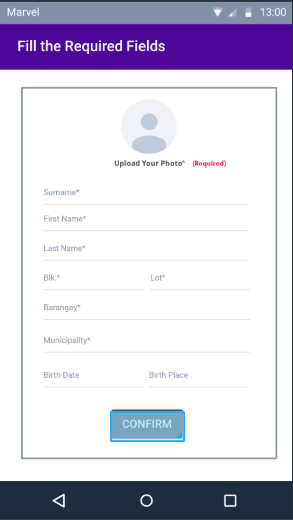 Marvel 13:00
Fill the Required Fields
Upload Your Photo* (Required)
Surname*
First Name*
Last Name*
Blk.* Lot*
Barangay*
Municipality*
Birth Date Birth Place
CONFIRM